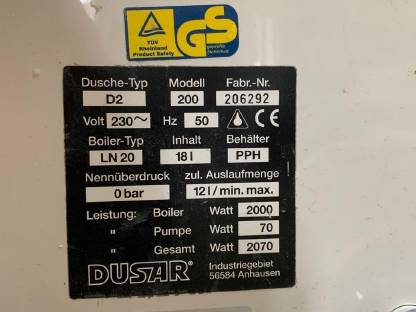 TÜV
Rheinland
Product Safety
GS
geprüfte
Sicherheit
Dusche-Typ Modell Fabr.-Nr.
D2 200 206292
Volt 230~ Hz 50 CE
Boiler-Typ Inhalt Behälter
LN 20 18 l PPH
Nennüberdruck zul. Auslaufmenge
0 bar 12 l / min. max.
Leistung: Boiler Watt 2000
" Pumpe Watt 70
" Gesamt Watt 2070
DUSAR Industriegebiet
56584 Anhausen